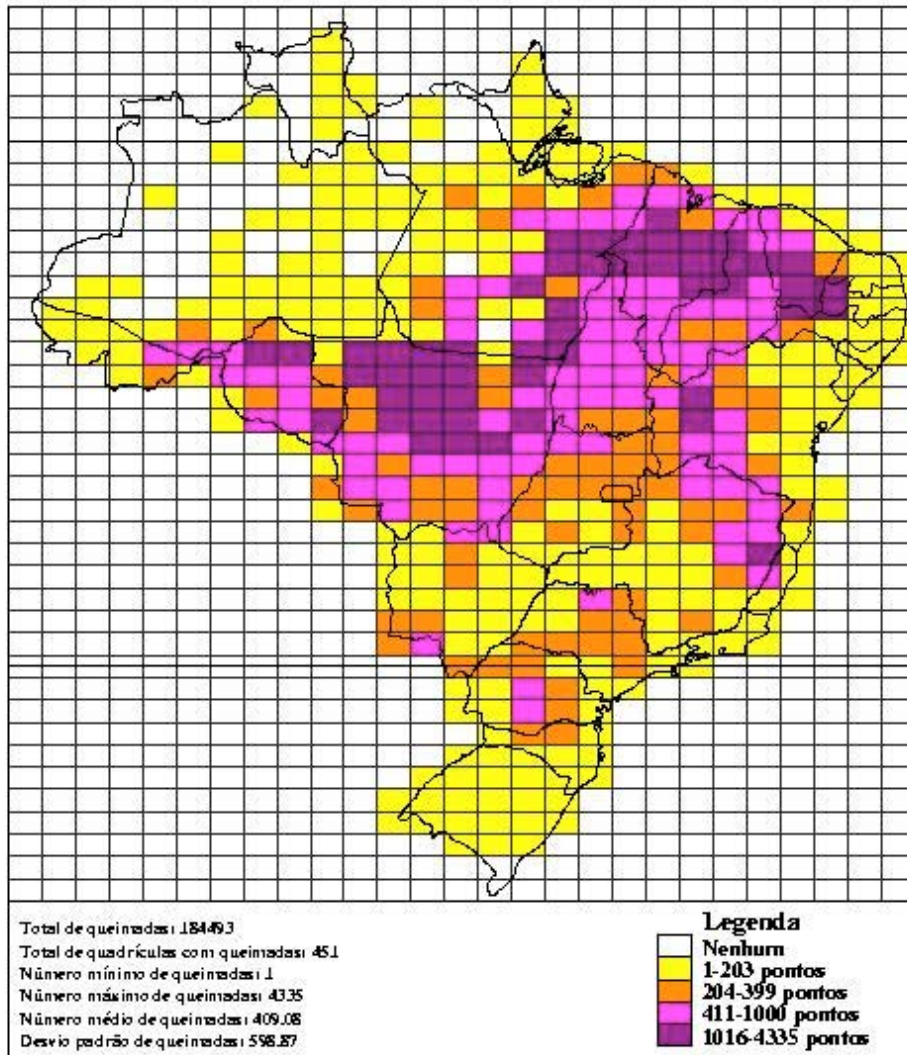 Total de queimadas: 184493
Total de quadrículas com queimadas: 451
Número mínimo de queimadas: 1
Número máximo de queimadas: 4335
Número médio de queimadas: 409.08
Desvio padrão de queimadas: 598.87
Legenda
Nenhum
1-203 pontos
204-399 pontos
411-1000 pontos
1016-4335 pontos